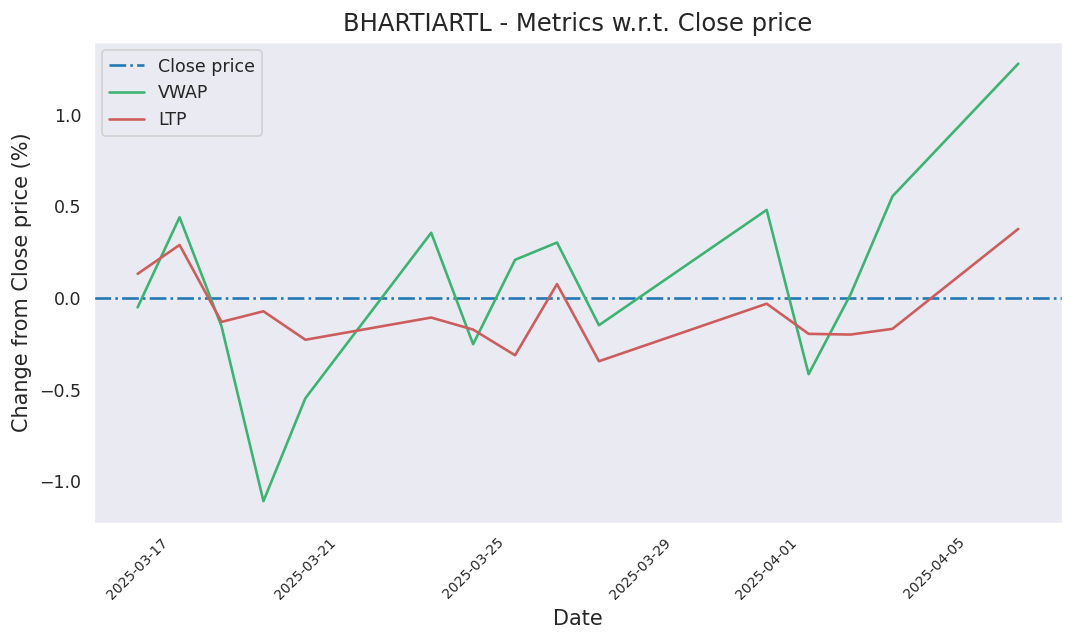 BHARTIARTL - Metrics w.r.t. Close price
Close price
VWAP
LTP
Change from Close price (%)
1.0
0.5
0.0
−0.5
−1.0
2025-03-17
2025-03-21
2025-03-25
2025-03-29
2025-04-01
2025-04-05
Date